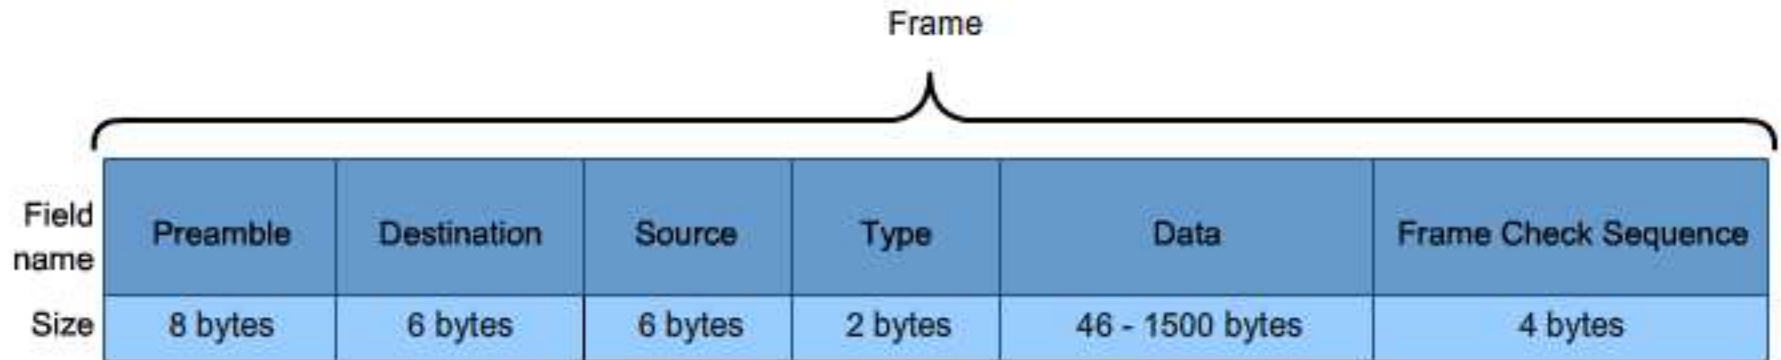 Frame
Field name
Preamble
Destination
Source
Type
Data
Frame Check Sequence
Size
8 bytes
6 bytes
6 bytes
2 bytes
46 - 1500 bytes
4 bytes